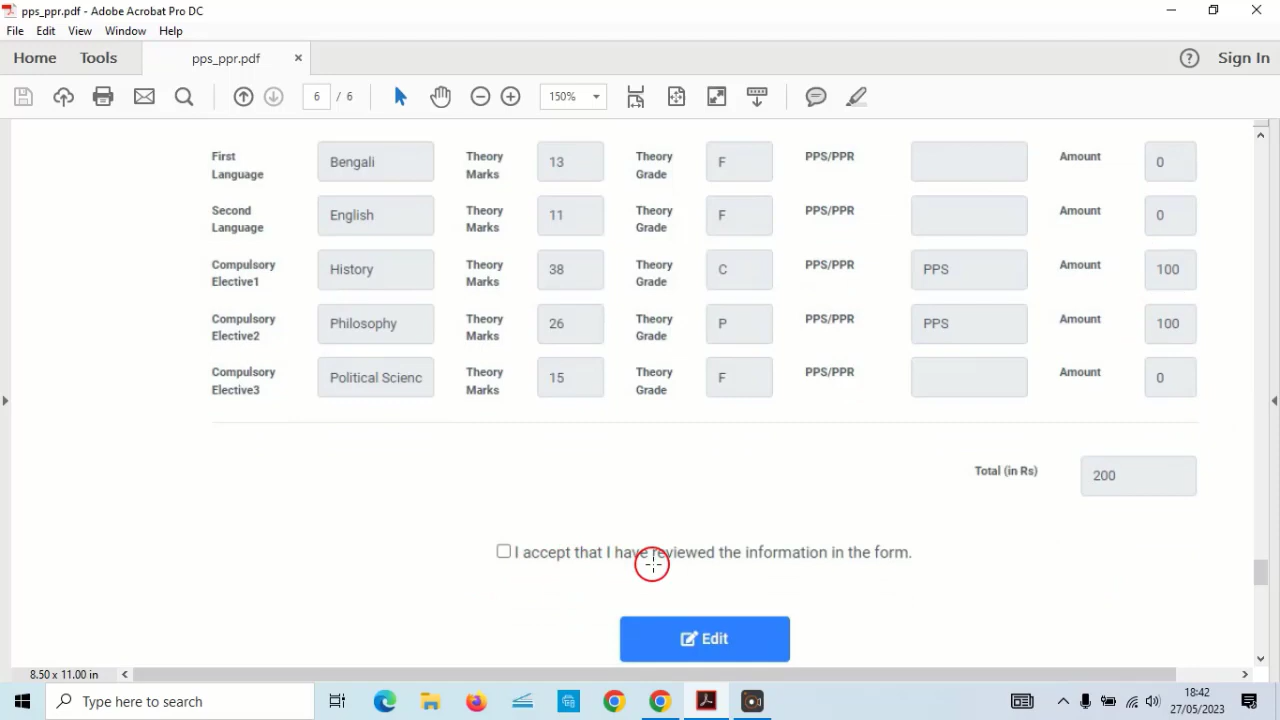 pps_ppr.pdf - Adobe Acrobat Pro DC
File Edit View Window Help
Home Tools pps_ppr.pdf × ? Sign In
6 / 6 150%
First Language Bengali Theory Marks 13 Theory Grade F PPS/PPR Amount 0
Second Language English Theory Marks 11 Theory Grade F PPS/PPR Amount 0
Compulsory Elective1 History Theory Marks 38 Theory Grade C PPS/PPR PPS Amount 100
Compulsory Elective2 Philosophy Theory Marks 26 Theory Grade P PPS/PPR PPS Amount 100
Compulsory Elective3 Political Scienc Theory Marks 15 Theory Grade F PPS/PPR Amount 0
Total (in Rs) 200
I accept that I have reviewed the information in the form.
Edit
8.50 x 11.00 in
Type here to search
18:42
27/05/2023